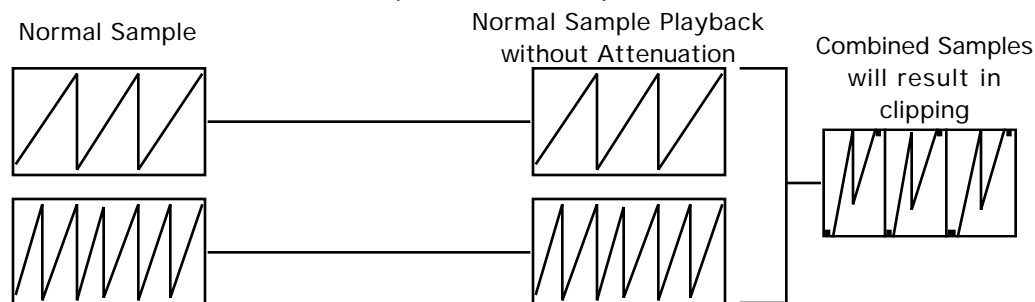 Normal Sample
Normal Sample Playback
without Attenuation
Combined Samples
will result in
clipping